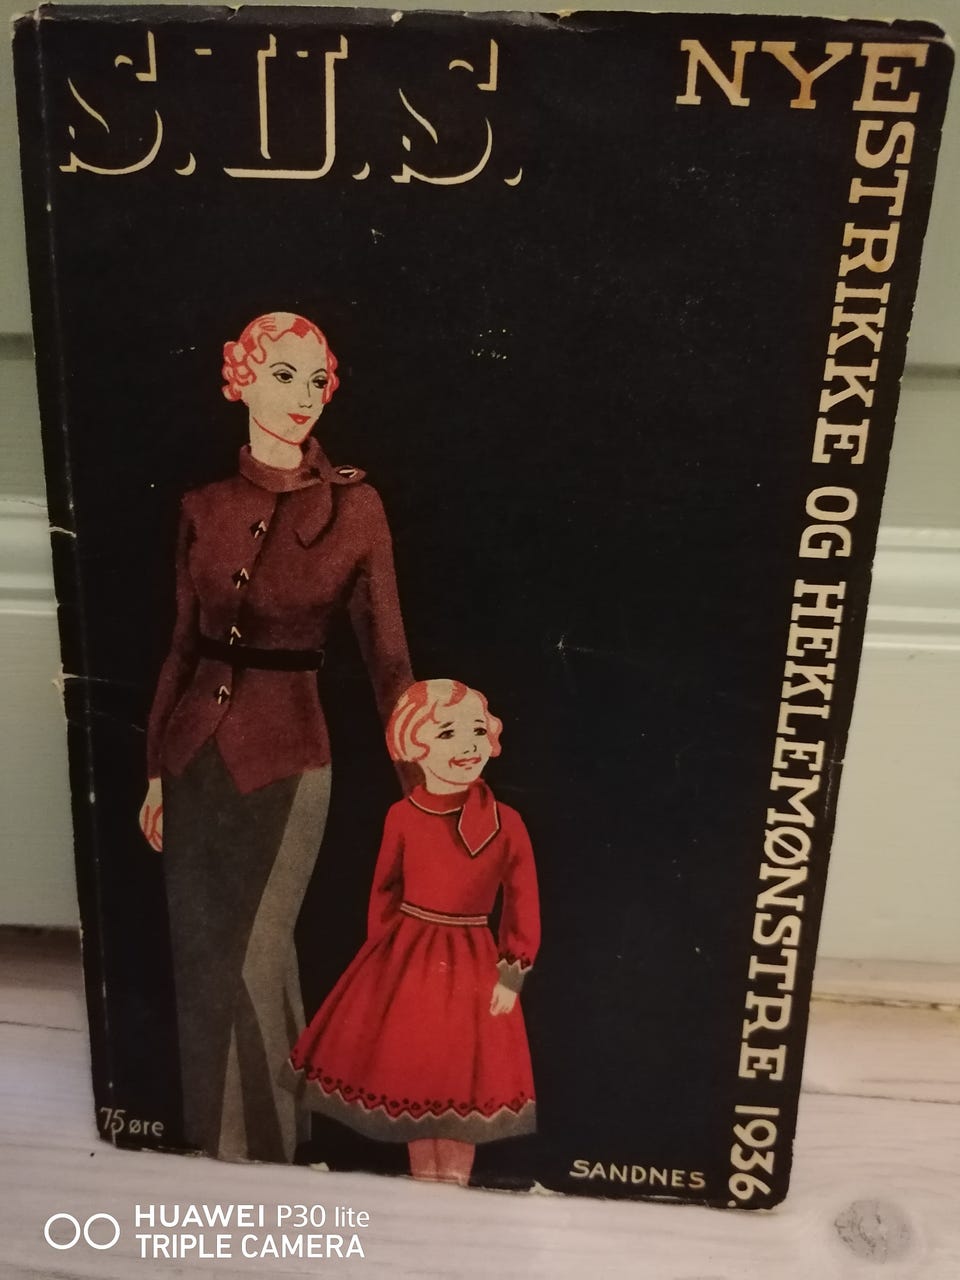 S.U.S.
NYE STRIKKE OG HEKLEMØNSTRE 1936.
75 øre
SANDNES
HUAWEI P30 lite
TRIPLE CAMERA